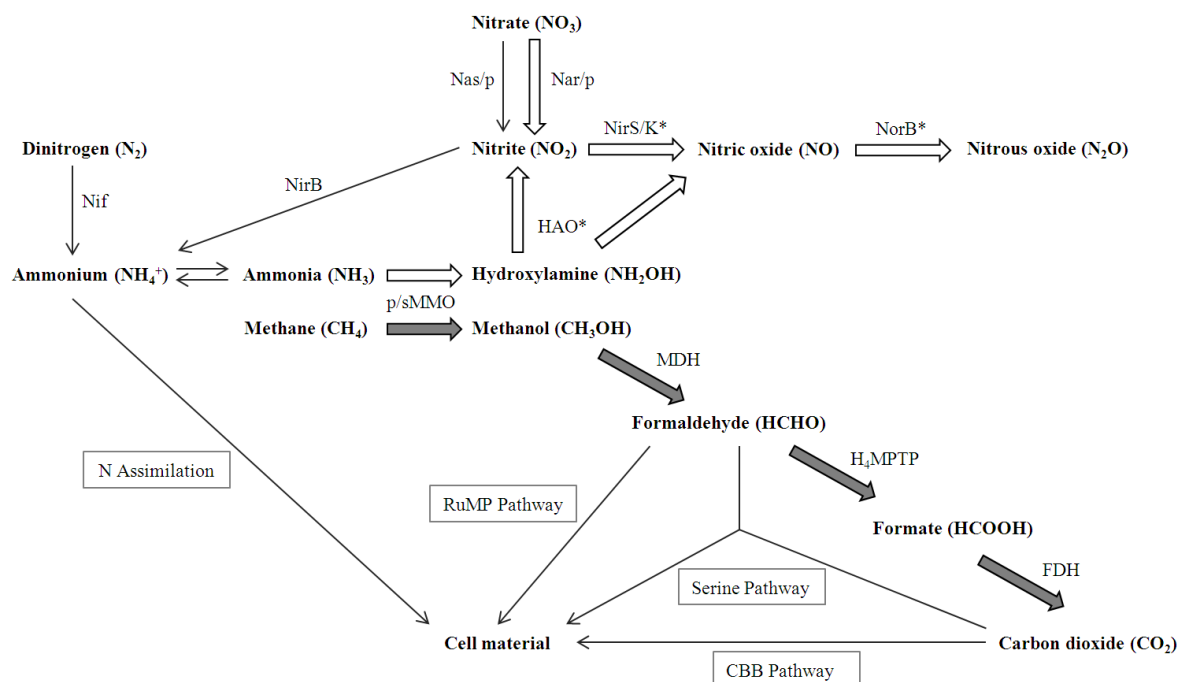 Nitrate (NO₃)
Nas/p
Nar/p
NirS/K*
NorB*
Dinitrogen (N₂)
Nitrite (NO₂)
Nitric oxide (NO)
Nitrous oxide (N₂O)
NirB
Nif
HAO*
Ammonium (NH₄⁺)
Ammonia (NH₃)
Hydroxylamine (NH₂OH)
p/sMMO
Methane (CH₄)
Methanol (CH₃OH)
MDH
Formaldehyde (HCHO)
H₄MPTP
N Assimilation
RuMP Pathway
Formate (HCOOH)
FDH
Serine Pathway
Cell material
Carbon dioxide (CO₂)
CBB Pathway